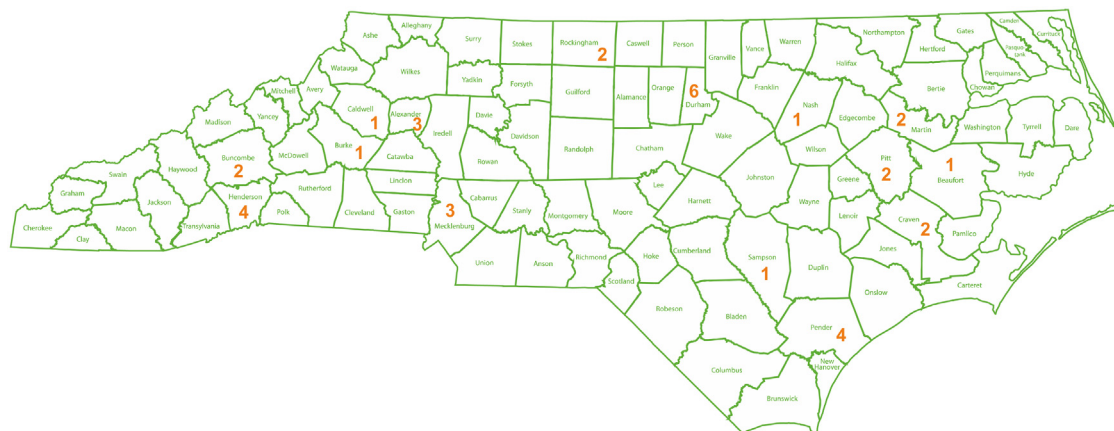 Alleghany
Ashe
Surry
Stokes
Rockingham
2
Caswell
Person
Granville
Vance
Warren
Northampton
Gates
Camden
Currituck
Hertford
Halifax
Perquimans
Chowan
Bertie
Watauga
Wilkes
Yadkin
Forsyth
Guilford
Alamance
Orange
6
Durham
Franklin
Nash
1
Edgecombe
2
Martin
Washington
Tyrrell
Dare
Mitchell
Avery
Caldwell
1
Alexander
3
Iredell
Davie
Davidson
Randolph
Chatham
Wake
Wilson
Madison
Yancey
Burke
1
Catawba
Rowan
Pitt
2
1
Beaufort
Hyde
Buncombe
2
McDowell
Haywood
Swain
Graham
Jackson
Henderson
4
Rutherford
Polk
Cleveland
Lincoln
Gaston
3
Mecklenburg
Cabarrus
Stanly
Montgomery
Moore
Lee
Harnett
Johnston
Wayne
Greene
Lenoir
Craven
2
Pamlico
Cherokee
Clay
Macon
Transylvania
Union
Anson
Richmond
Scotland
Hoke
Cumberland
Sampson
1
Duplin
Jones
Onslow
Carteret
Robeson
Bladen
Pender
4
Columbus
New
Hanover
Brunswick